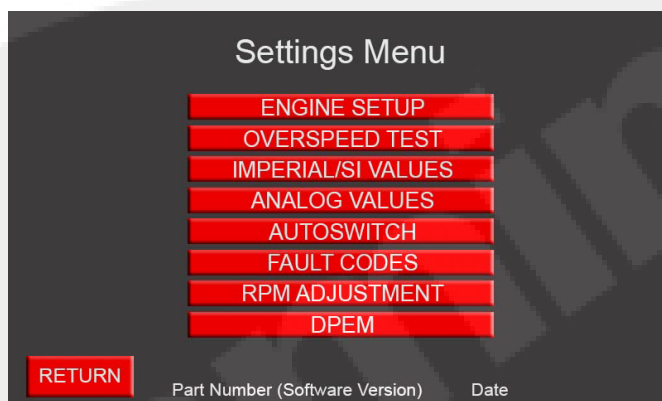 Settings Menu
ENGINE SETUP
OVERSPEED TEST
IMPERIAL/SI VALUES
ANALOG VALUES
AUTOSWITCH
FAULT CODES
RPM ADJUSTMENT
DPEM
RETURN
Part Number (Software Version) Date